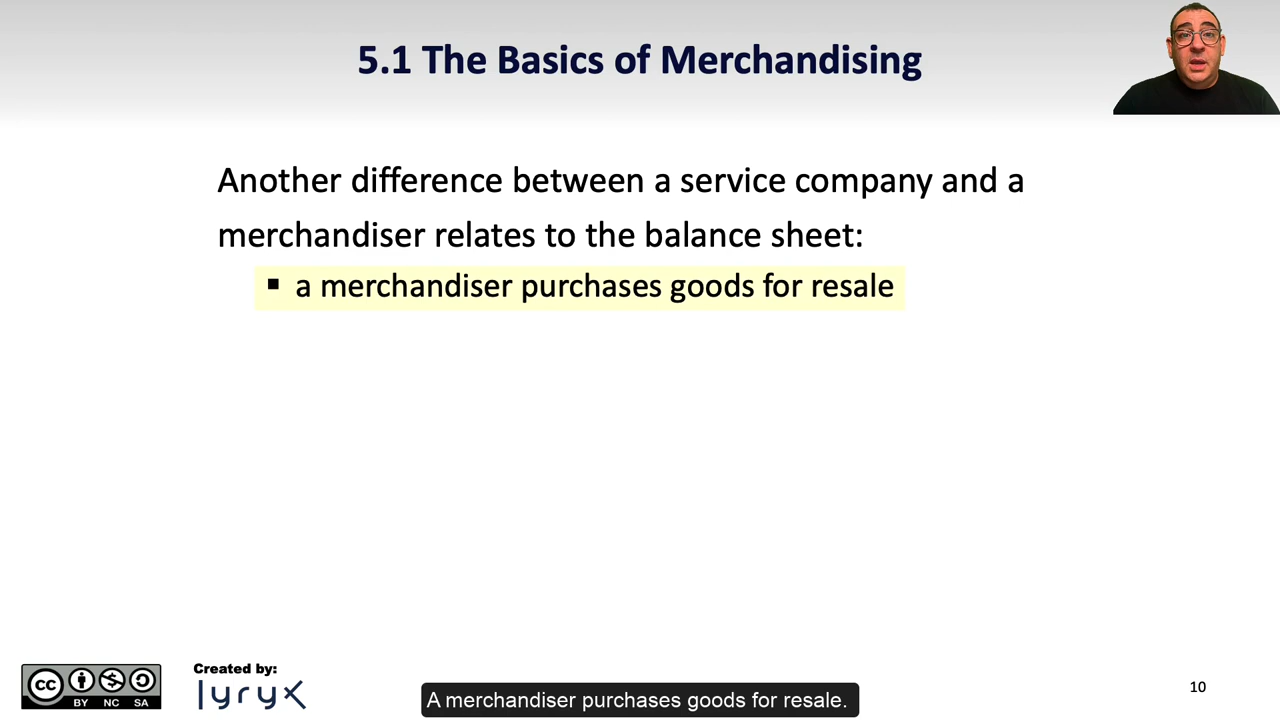 5.1 The Basics of Merchandising
Another difference between a service company and a
merchandiser relates to the balance sheet:
▪ a merchandiser purchases goods for resale
cc
BY NC SA
Created by:
lyryx
A merchandiser purchases goods for resale.
10